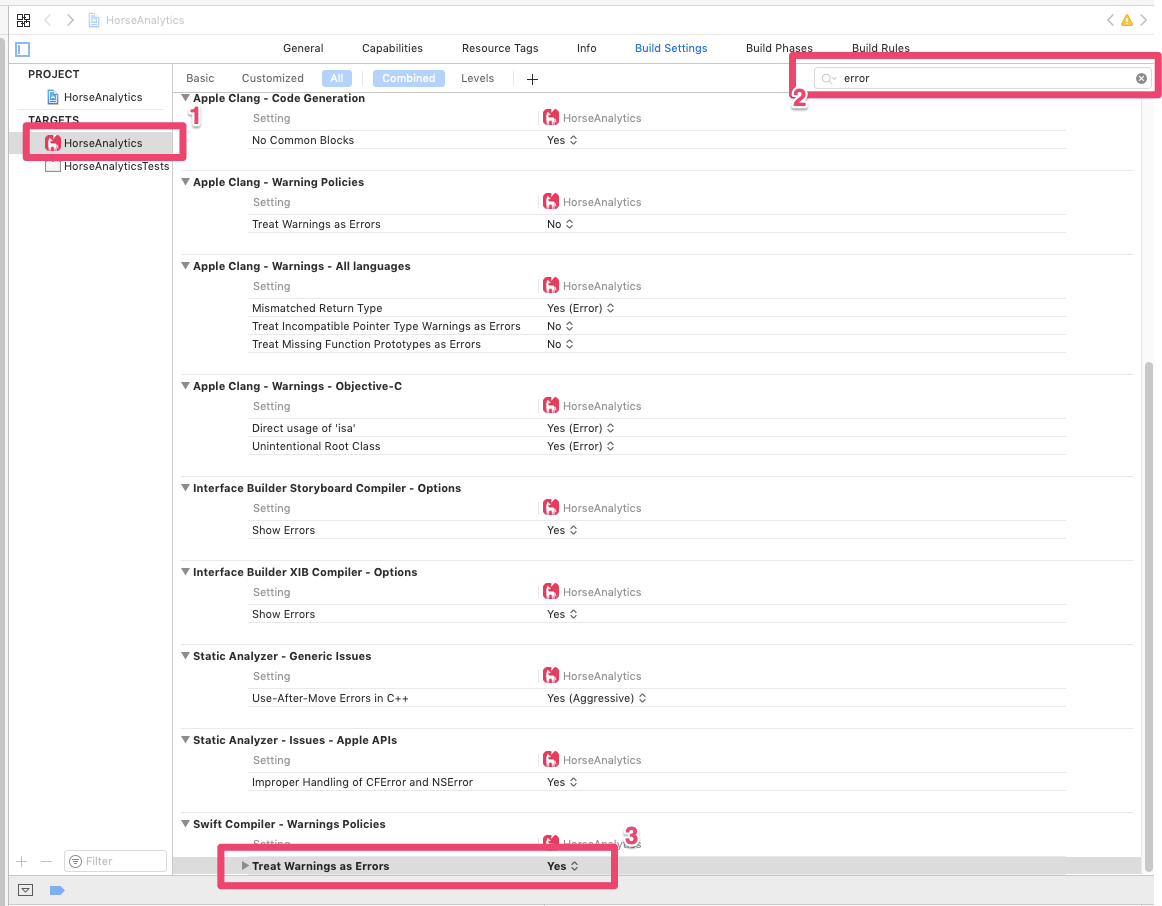 HorseAnalytics
General Capabilities Resource Tags Info Build Settings Build Phases Build Rules
PROJECT
HorseAnalytics
TARGETS
HorseAnalytics
HorseAnalyticsTests
Basic Customized All Combined Levels
error
1
2
Apple Clang - Code Generation
Setting HorseAnalytics
No Common Blocks Yes
Apple Clang - Warning Policies
Setting HorseAnalytics
Treat Warnings as Errors No
Apple Clang - Warnings - All languages
Setting HorseAnalytics
Mismatched Return Type Yes (Error)
Treat Incompatible Pointer Type Warnings as Errors No
Treat Missing Function Prototypes as Errors No
Apple Clang - Warnings - Objective-C
Setting HorseAnalytics
Direct usage of 'isa' Yes (Error)
Unintentional Root Class Yes (Error)
Interface Builder Storyboard Compiler - Options
Setting HorseAnalytics
Show Errors Yes
Interface Builder XIB Compiler - Options
Setting HorseAnalytics
Show Errors Yes
Static Analyzer - Generic Issues
Setting HorseAnalytics
Use-After-Move Errors in C++ Yes (Aggressive)
Static Analyzer - Issues - Apple APIs
Setting HorseAnalytics
Improper Handling of CFError and NSError Yes
Swift Compiler - Warnings Policies
Setting HorseAnalytics
3
Treat Warnings as Errors Yes
Filter